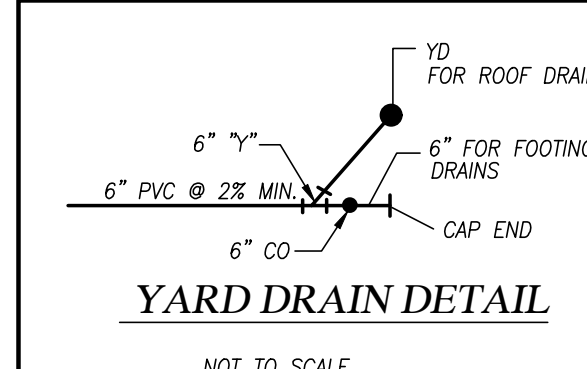 YD
FOR ROOF DRAI
6" "Y"
6" FOR FOOTING
DRAINS
6" PVC @ 2% MIN.
CAP END
6" CO
YARD DRAIN DETAIL
NOT TO SCALE